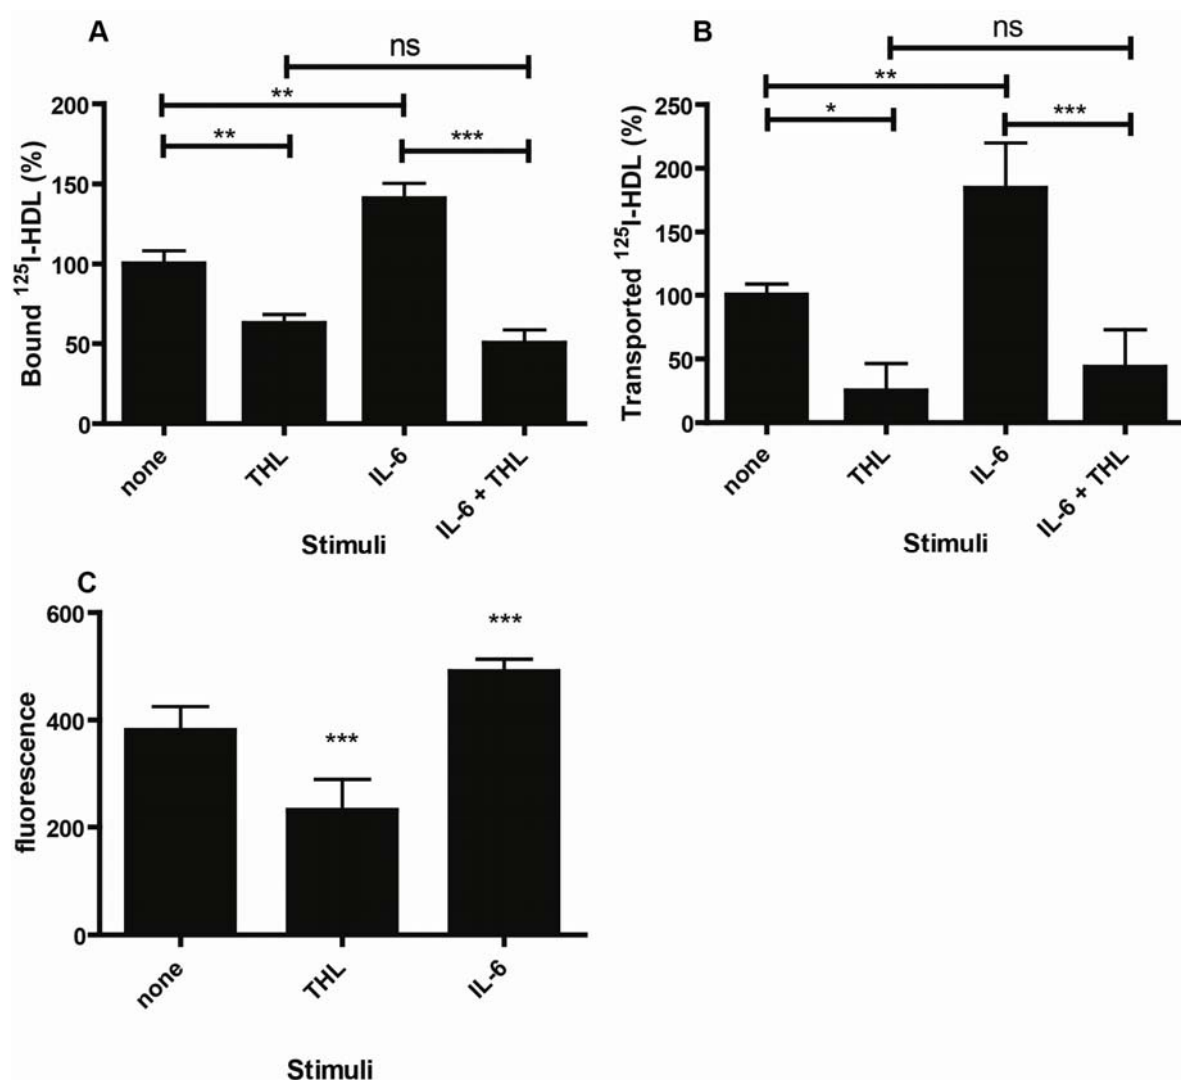 A
ns
**
**
***
200
150
100
50
0
Bound 125I-HDL (%)
none
THL
IL-6
IL-6 + THL
Stimuli
B
ns
**
*
***
250
200
150
100
50
0
Transported 125I-HDL (%)
none
THL
IL-6
IL-6 + THL
Stimuli
C
600
400
200
0
fluorescence
***
***
none
THL
IL-6
Stimuli